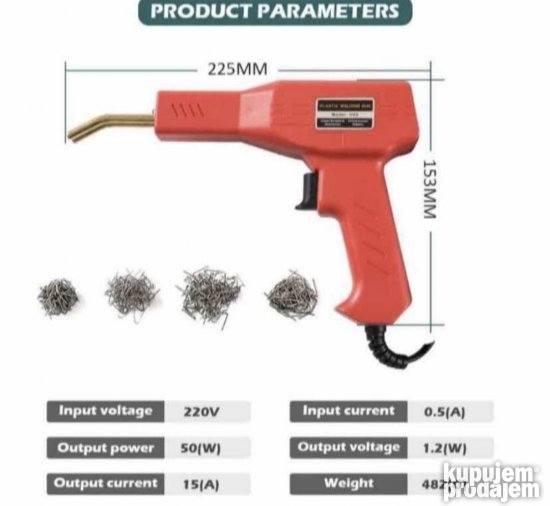 PRODUCT PARAMETERS
225MM
PLASTIC WELDING GUN
153MM
Input voltage 220V
Input current 0.5(A)
Output power 50(W)
Output voltage 1.2(W)
Output current 15(A)
Weight
kupujem
prodajem